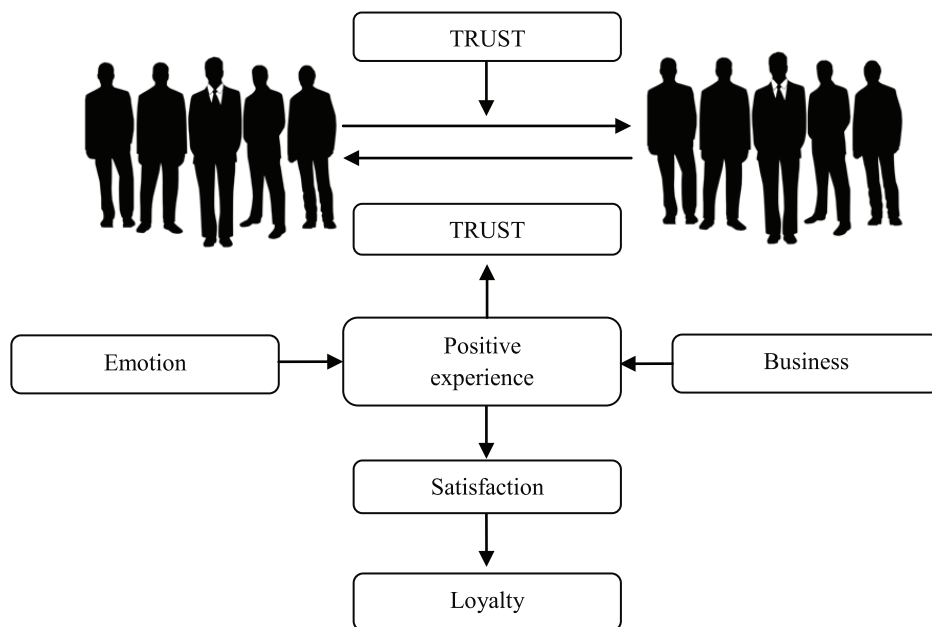 TRUST
TRUST
Emotion
Positive
experience
Business
Satisfaction
Loyalty